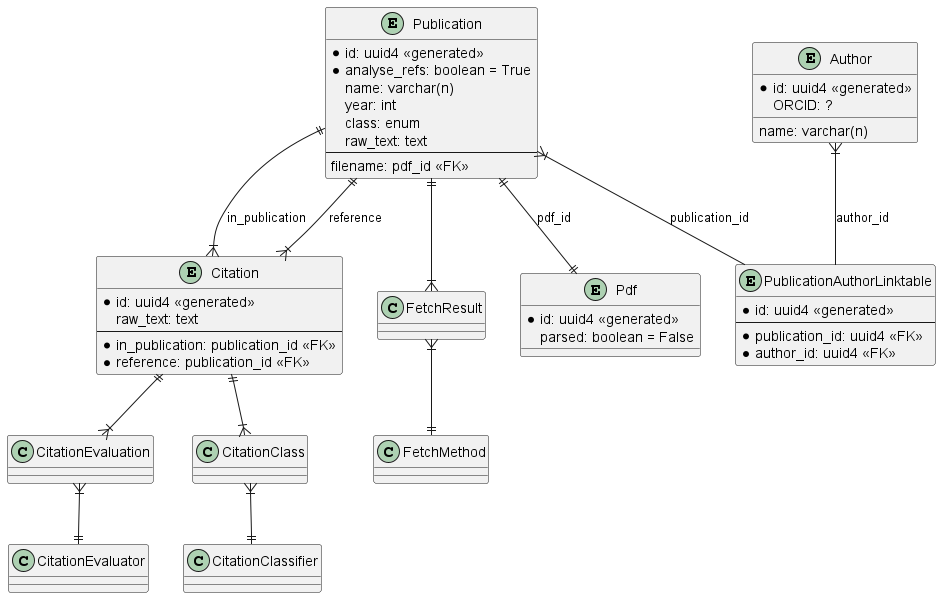 E Publication
id: uuid4 «generated»
analyse_refs: boolean = True
name: varchar(n)
year: int
class: enum
raw_text: text
filename: pdf_id «FK»
E Author
id: uuid4 «generated»
ORCID: ?
name: varchar(n)
in_publication
reference
pdf_id
publication_id
author_id
E Citation
id: uuid4 «generated»
raw_text: text
in_publication: publication_id «FK»
reference: publication_id «FK»
C FetchResult
E Pdf
id: uuid4 «generated»
parsed: boolean = False
E PublicationAuthorLinktable
id: uuid4 «generated»
publication_id: uuid4 «FK»
author_id: uuid4 «FK»
C CitationEvaluation
C CitationClass
C FetchMethod
C CitationEvaluator
C CitationClassifier